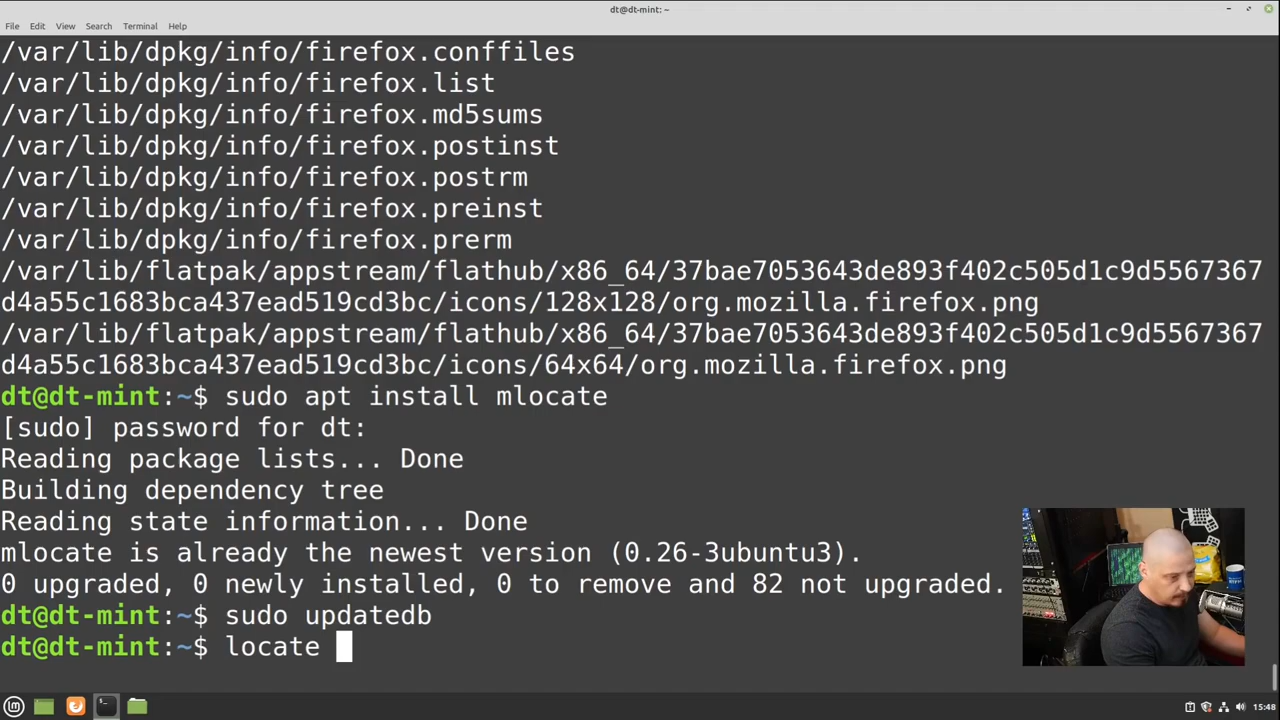 dt@dt-mint: ~
File Edit View Search Terminal Help
/var/lib/dpkg/info/firefox.conffiles
/var/lib/dpkg/info/firefox.list
/var/lib/dpkg/info/firefox.md5sums
/var/lib/dpkg/info/firefox.postinst
/var/lib/dpkg/info/firefox.postrm
/var/lib/dpkg/info/firefox.preinst
/var/lib/dpkg/info/firefox.prerm
/var/lib/flatpak/appstream/flathub/x86_64/37bae7053643de893f402c505d1c9d5567367
d4a55c1683bca437ead519cd3bc/icons/128x128/org.mozilla.firefox.png
/var/lib/flatpak/appstream/flathub/x86_64/37bae7053643de893f402c505d1c9d5567367
d4a55c1683bca437ead519cd3bc/icons/64x64/org.mozilla.firefox.png
dt@dt-mint:~$ sudo apt install mlocate
[sudo] password for dt:
Reading package lists... Done
Building dependency tree
Reading state information... Done
mlocate is already the newest version (0.26-3ubuntu3).
0 upgraded, 0 newly installed, 0 to remove and 82 not upgraded.
dt@dt-mint:~$ sudo updatedb
dt@dt-mint:~$ locate
15:48